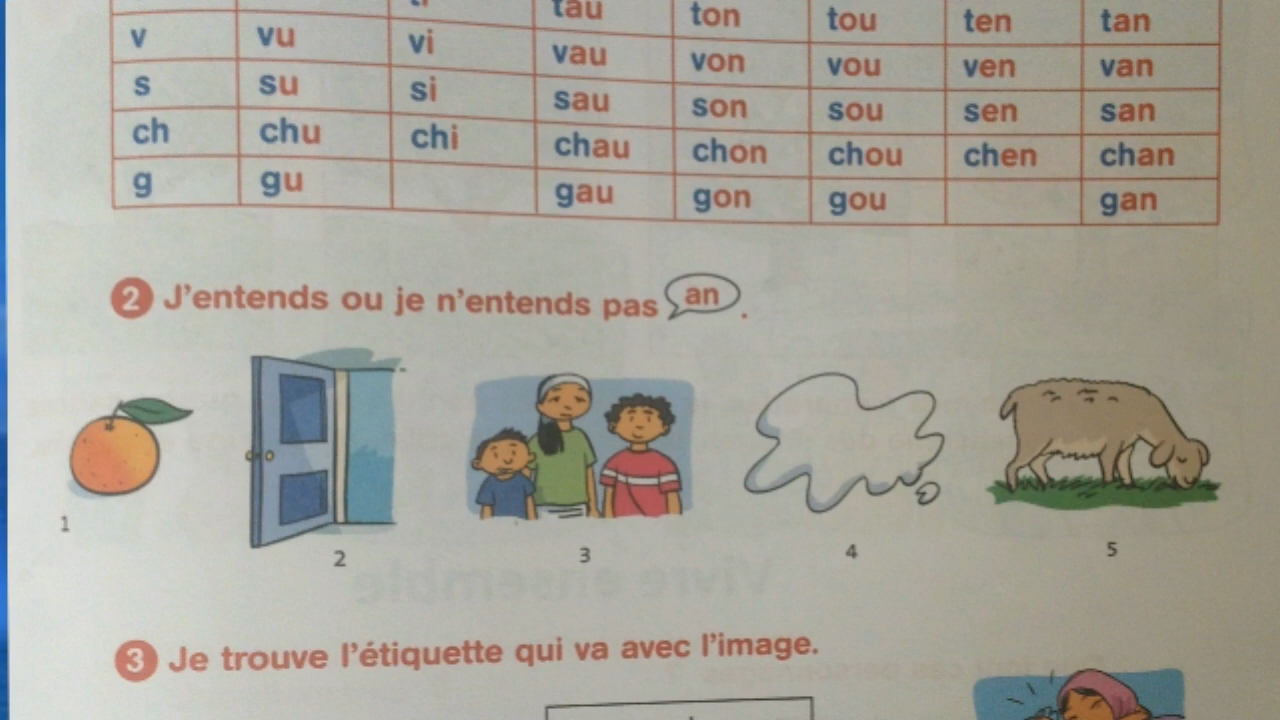 tau ton tou ten tan
v vu vi vau von vou ven van
s su si sau son sou sen san
ch chu chi chau chon chou chen chan
g gu gau gon gou gan
2 J'entends ou je n'entends pas an.
1 2 3 4 5
3 Je trouve l'étiquette qui va avec l'image.